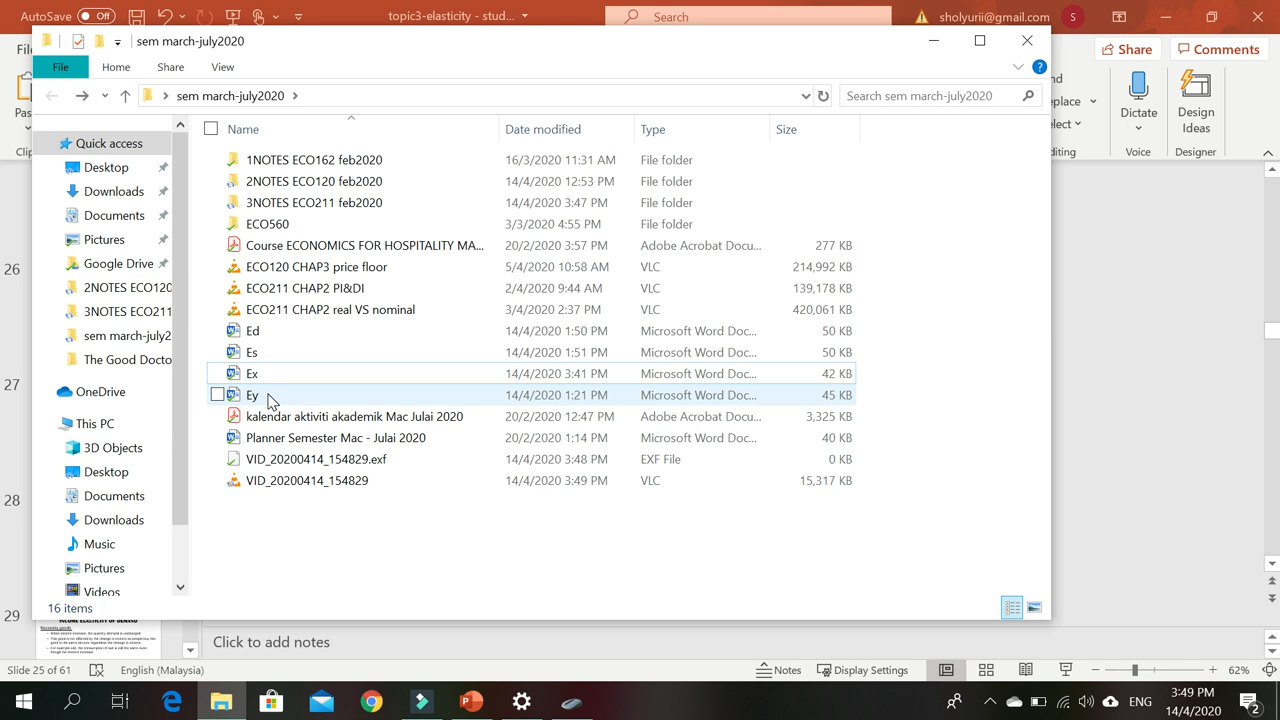 AutoSave Off topic3-elasticity - stud... Search sholyurii@gmail.com S
sem march-july2020
File Home Share View
Share Comments
sem march-july2020
Search sem march-july2020
Dictate
Design
Ideas
Voice
Designer
Name Date modified Type Size
1NOTES ECO162 feb2020 16/3/2020 11:31 AM File folder
2NOTES ECO120 feb2020 14/4/2020 12:53 PM File folder
3NOTES ECO211 feb2020 14/4/2020 3:47 PM File folder
ECO560 3/3/2020 4:55 PM File folder
Course ECONOMICS FOR HOSPITALITY MA... 20/2/2020 3:57 PM Adobe Acrobat Docu... 277 KB
ECO120 CHAP3 price floor 5/4/2020 10:58 AM VLC 214,992 KB
ECO211 CHAP2 PI&DI 2/4/2020 9:44 AM VLC 139,178 KB
ECO211 CHAP2 real VS nominal 3/4/2020 2:37 PM VLC 420,061 KB
Ed 14/4/2020 1:50 PM Microsoft Word Doc... 50 KB
Es 14/4/2020 1:51 PM Microsoft Word Doc... 50 KB
Ex 14/4/2020 3:41 PM Microsoft Word Doc... 42 KB
Ey 14/4/2020 1:21 PM Microsoft Word Doc... 45 KB
kalendar aktiviti akademik Mac Julai 2020 20/2/2020 12:47 PM Adobe Acrobat Docu... 3,325 KB
Planner Semester Mac - Julai 2020 20/2/2020 1:14 PM Microsoft Word Doc... 40 KB
VID_20200414_154829.exf 14/4/2020 3:48 PM EXF File 0 KB
VID_20200414_154829 14/4/2020 3:49 PM VLC 15,317 KB
Quick access
Desktop
Downloads
Documents
Pictures
Google Drive
2NOTES ECO120
3NOTES ECO211
sem march-july2
The Good Docto
OneDrive
This PC
3D Objects
Desktop
Documents
Downloads
Music
Pictures
Videos
16 items
26
27
28
29
INCOME ELASTICITY OF DEMAND
Click to add notes
Slide 25 of 61 English (Malaysia) Notes Display Settings 62%
ENG 3:49 PM
14/4/2020
2